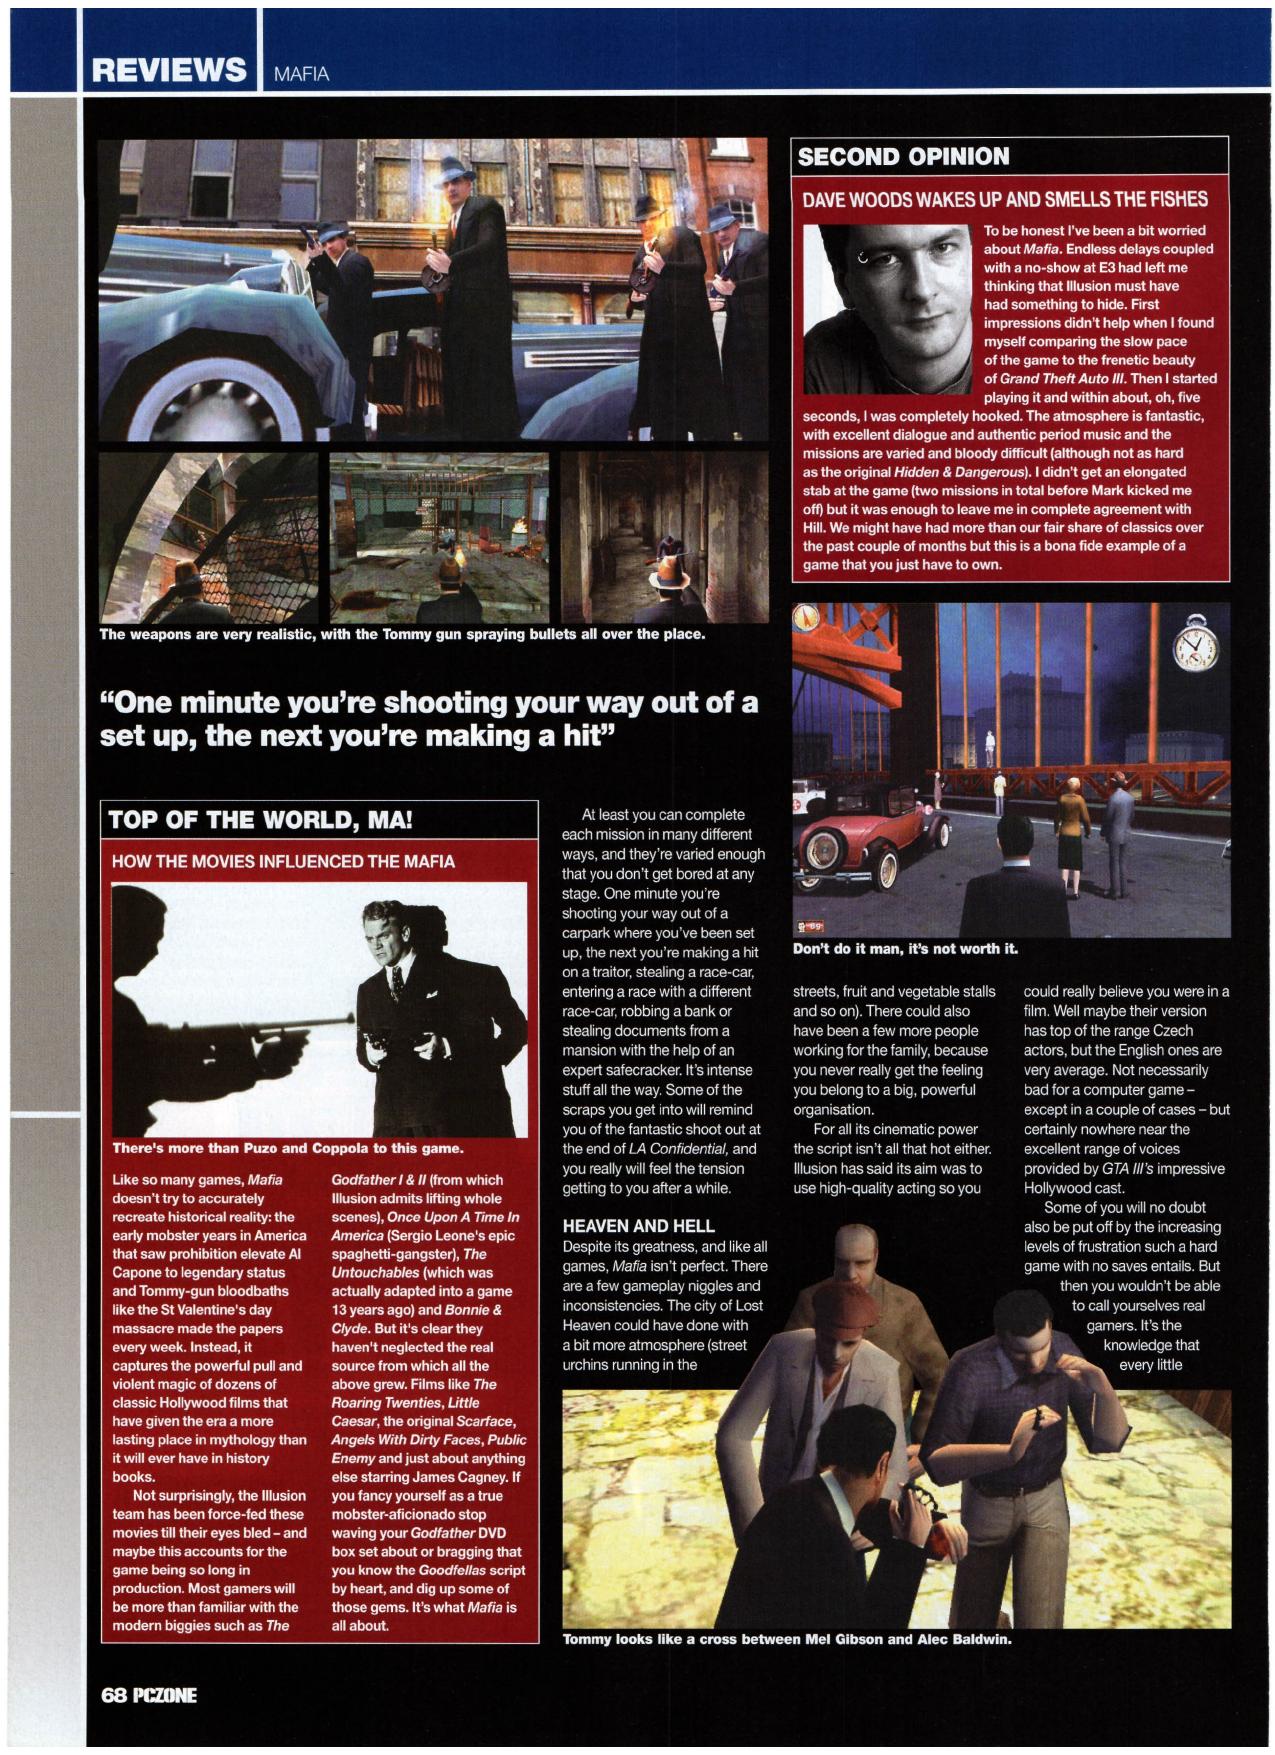 REVIEWS
MAFIA
The weapons are very realistic, with the Tommy gun spraying bullets all over the place.
“One minute you’re shooting your way out of a
set up, the next you’re making a hit”
SECOND OPINION
DAVE WOODS WAKES UP AND SMELLS THE FISHES
To be honest I’ve been a bit worried
about Mafia. Endless delays coupled
with a no-show at E3 had left me
thinking that Illusion must have
had something to hide. First
impressions didn’t help when I found
myself comparing the slow pace
of the game to the frenetic beauty
of Grand Theft Auto III. Then I started
playing it and within about, oh, five
seconds, I was completely hooked. The atmosphere is fantastic,
with excellent dialogue and authentic period music and the
missions are varied and bloody difficult (although not as hard
as the original Hidden & Dangerous). I didn’t get an elongated
stab at the game (two missions in total before Mark kicked me
off) but it was enough to leave me in complete agreement with
Hill. We might have had more than our fair share of classics over
the past couple of months but this is a bona fide example of a
game that you just have to own.
Don’t do it man, it’s not worth it.
TOP OF THE WORLD, MA!
HOW THE MOVIES INFLUENCED THE MAFIA
There’s more than Puzo and Coppola to this game.
Like so many games, Mafia
doesn’t try to accurately
recreate historical reality: the
early mobster years in America
that saw prohibition elevate Al
Capone to legendary status
and Tommy-gun bloodbaths
like the St Valentine’s day
massacre made the papers
every week. Instead, it
captures the powerful pull and
violent magic of dozens of
classic Hollywood films that
have given the era a more
lasting place in mythology than
it will ever have in history
books.
Not surprisingly, the Illusion
team has been force-fed these
movies till their eyes bled – and
maybe this accounts for the
game being so long in
production. Most gamers will
be more than familiar with the
modern biggies such as The
Godfather I & II (from which
Illusion admits lifting whole
scenes), Once Upon A Time In
America (Sergio Leone’s epic
spaghetti-gangster), The
Untouchables (which was
actually adapted into a game
13 years ago) and Bonnie &
Clyde. But it’s clear they
haven’t neglected the real
source from which all the
above grew. Films like The
Roaring Twenties, Little
Caesar, the original Scarface,
Angels With Dirty Faces, Public
Enemy and just about anything
else starring James Cagney. If
you fancy yourself as a true
mobster-aficionado stop
waving your Godfather DVD
box set about or bragging that
you know the Goodfellas script
by heart, and dig up some of
those gems. It’s what Mafia is
all about.
At least you can complete
each mission in many different
ways, and they’re varied enough
that you don’t get bored at any
stage. One minute you’re
shooting your way out of a
carpark where you’ve been set
up, the next you’re making a hit
on a traitor, stealing a race-car,
entering a race with a different
race-car, robbing a bank or
stealing documents from a
mansion with the help of an
expert safecracker. It’s intense
stuff all the way. Some of the
scraps you get into will remind
you of the fantastic shoot out at
the end of LA Confidential, and
you really will feel the tension
getting to you after a while.
HEAVEN AND HELL
Despite its greatness, and like all
games, Mafia isn’t perfect. There
are a few gameplay niggles and
inconsistencies. The city of Lost
Heaven could have done with
a bit more atmosphere (street
urchins running in the
streets, fruit and vegetable stalls
and so on). There could also
have been a few more people
working for the family, because
you never really get the feeling
you belong to a big, powerful
organisation.
For all its cinematic power
the script isn’t all that hot either.
Illusion has said its aim was to
use high-quality acting so you
could really believe you were in a
film. Well maybe their version
has top of the range Czech
actors, but the English ones are
very average. Not necessarily
bad for a computer game –
except in a couple of cases – but
certainly nowhere near the
excellent range of voices
provided by GTA III’s impressive
Hollywood cast.
Some of you will no doubt
also be put off by the increasing
levels of frustration such a hard
game with no saves entails. But
then you wouldn’t be able
to call yourselves real
gamers. It’s the
knowledge that
every little
Tommy looks like a cross between Mel Gibson and Alec Baldwin.
68 PCZONE